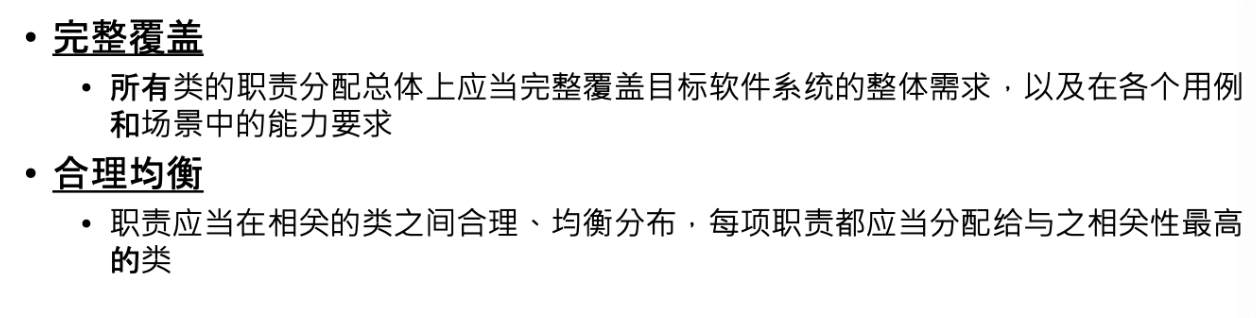 • 完整覆盖
• 所有类的职责分配总体上应当完整覆盖目标软件系统的整体需求，以及在各个用例
和场景中的能力要求
• 合理均衡
• 职责应当在相关的类之间合理、均衡分布，每项职责都应当分配给与之相关性最高
的类